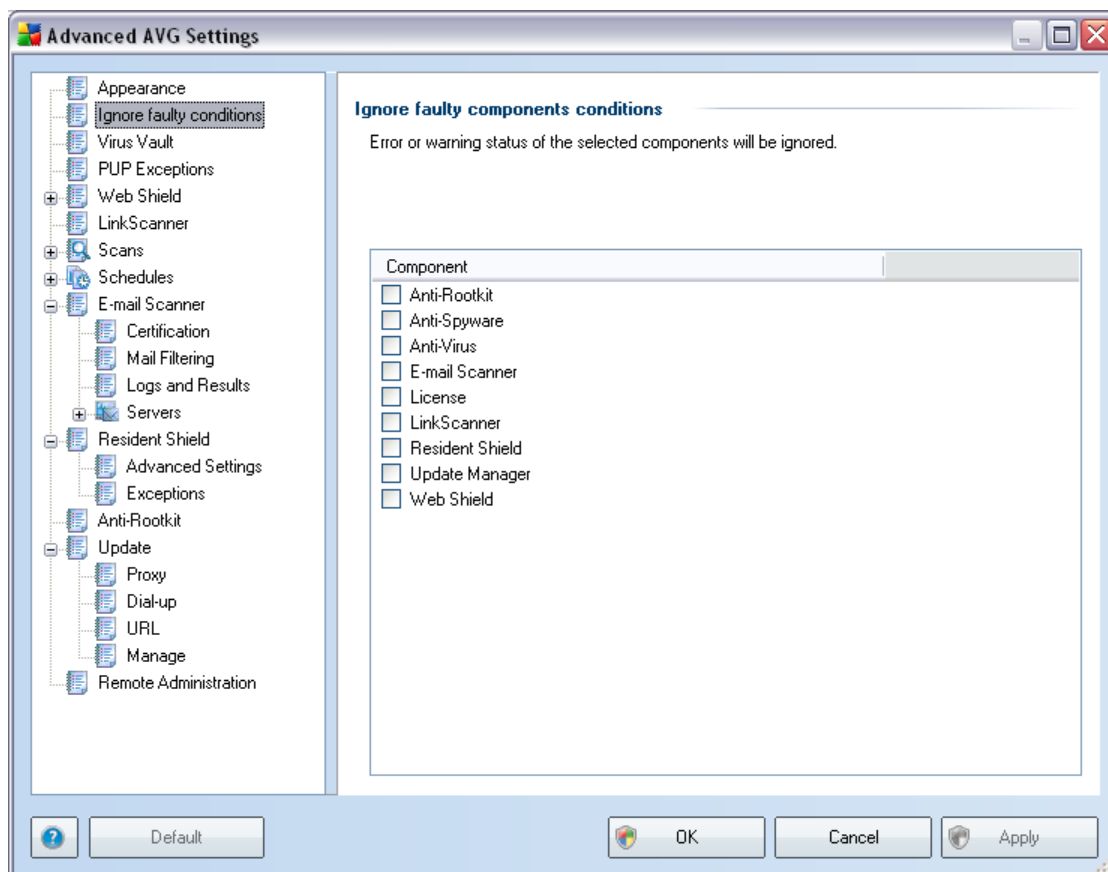 Advanced AVG Settings
Appearance
Ignore faulty conditions
Virus Vault
PUP Exceptions
Web Shield
LinkScanner
Scans
Schedules
E-mail Scanner
Certification
Mail Filtering
Logs and Results
Servers
Resident Shield
Advanced Settings
Exceptions
Anti-Rootkit
Update
Proxy
Dial-up
URL
Manage
Remote Administration
Ignore faulty components conditions
Error or warning status of the selected components will be ignored.
Component
Anti-Rootkit
Anti-Spyware
Anti-Virus
E-mail Scanner
License
LinkScanner
Resident Shield
Update Manager
Web Shield
Default
OK
Cancel
Apply